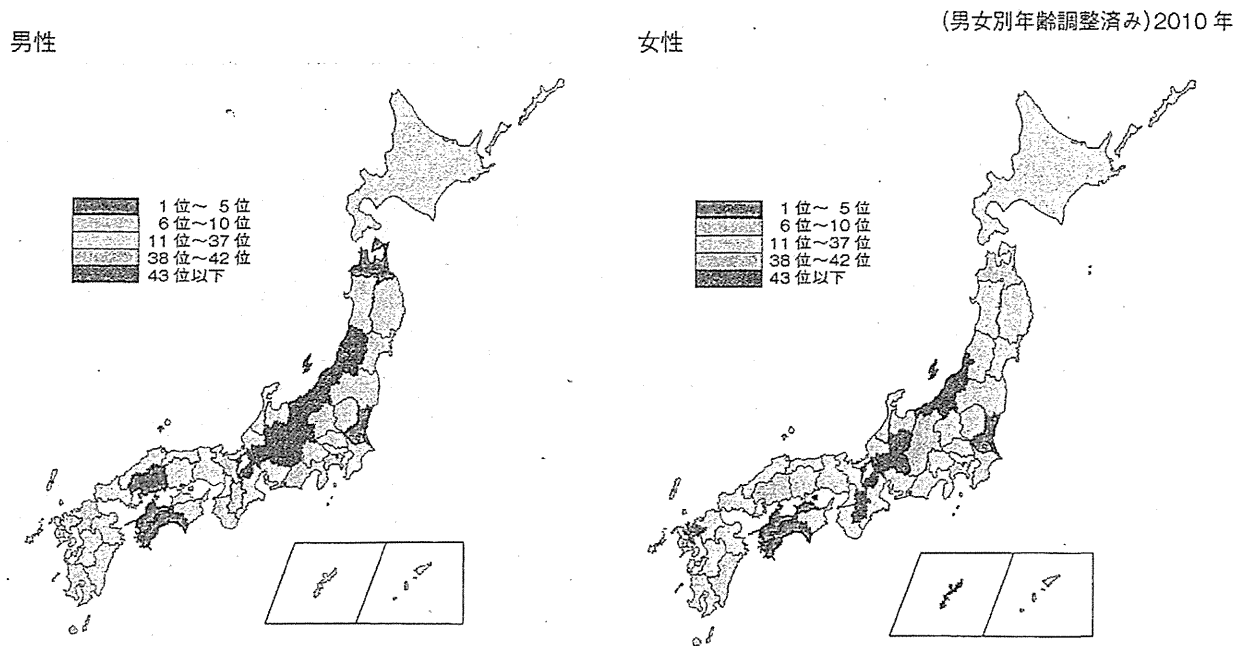 (男女別年齢調整済み)2010 年
男性
1 位～ 5 位
6 位～10 位
11 位～37 位
38 位～42 位
43 位以下
女性
1 位～ 5 位
6 位～10 位
11 位～37 位
38 位～42 位
43 位以下